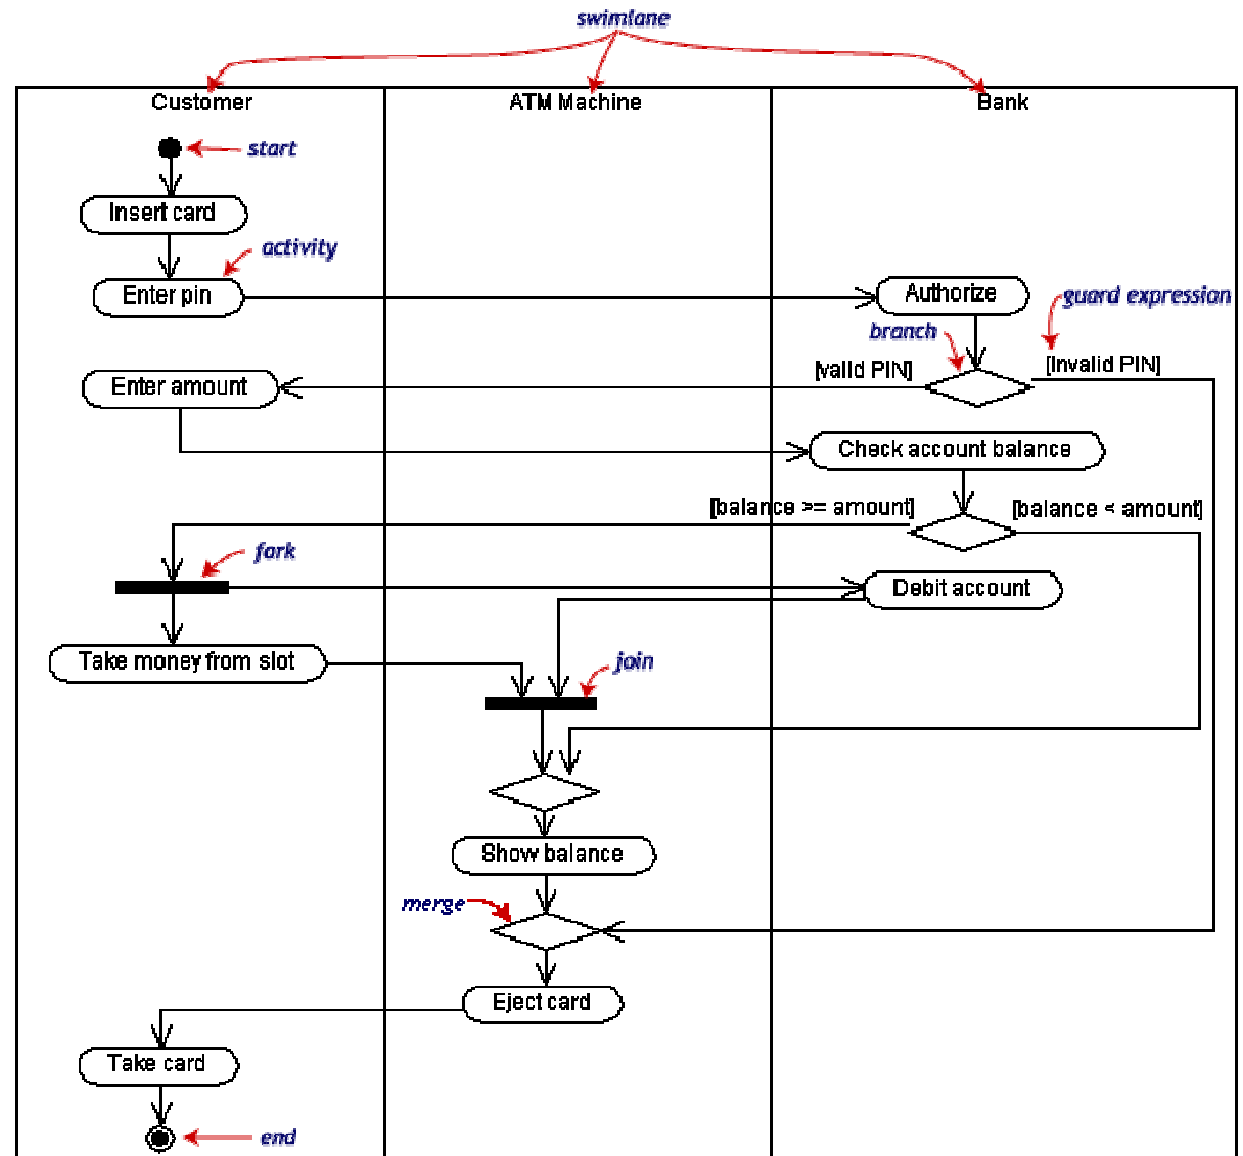 swimlane
Customer
ATM Machine
Bank
start
Insert card
activity
Enter pin
Authorize
guard expression
branch
[valid PIN]
[invalid PIN]
Enter amount
Check account balance
[balance >= amount]
[balance < amount]
fork
Debit account
Take money from slot
join
Show balance
merge
Eject card
Take card
end